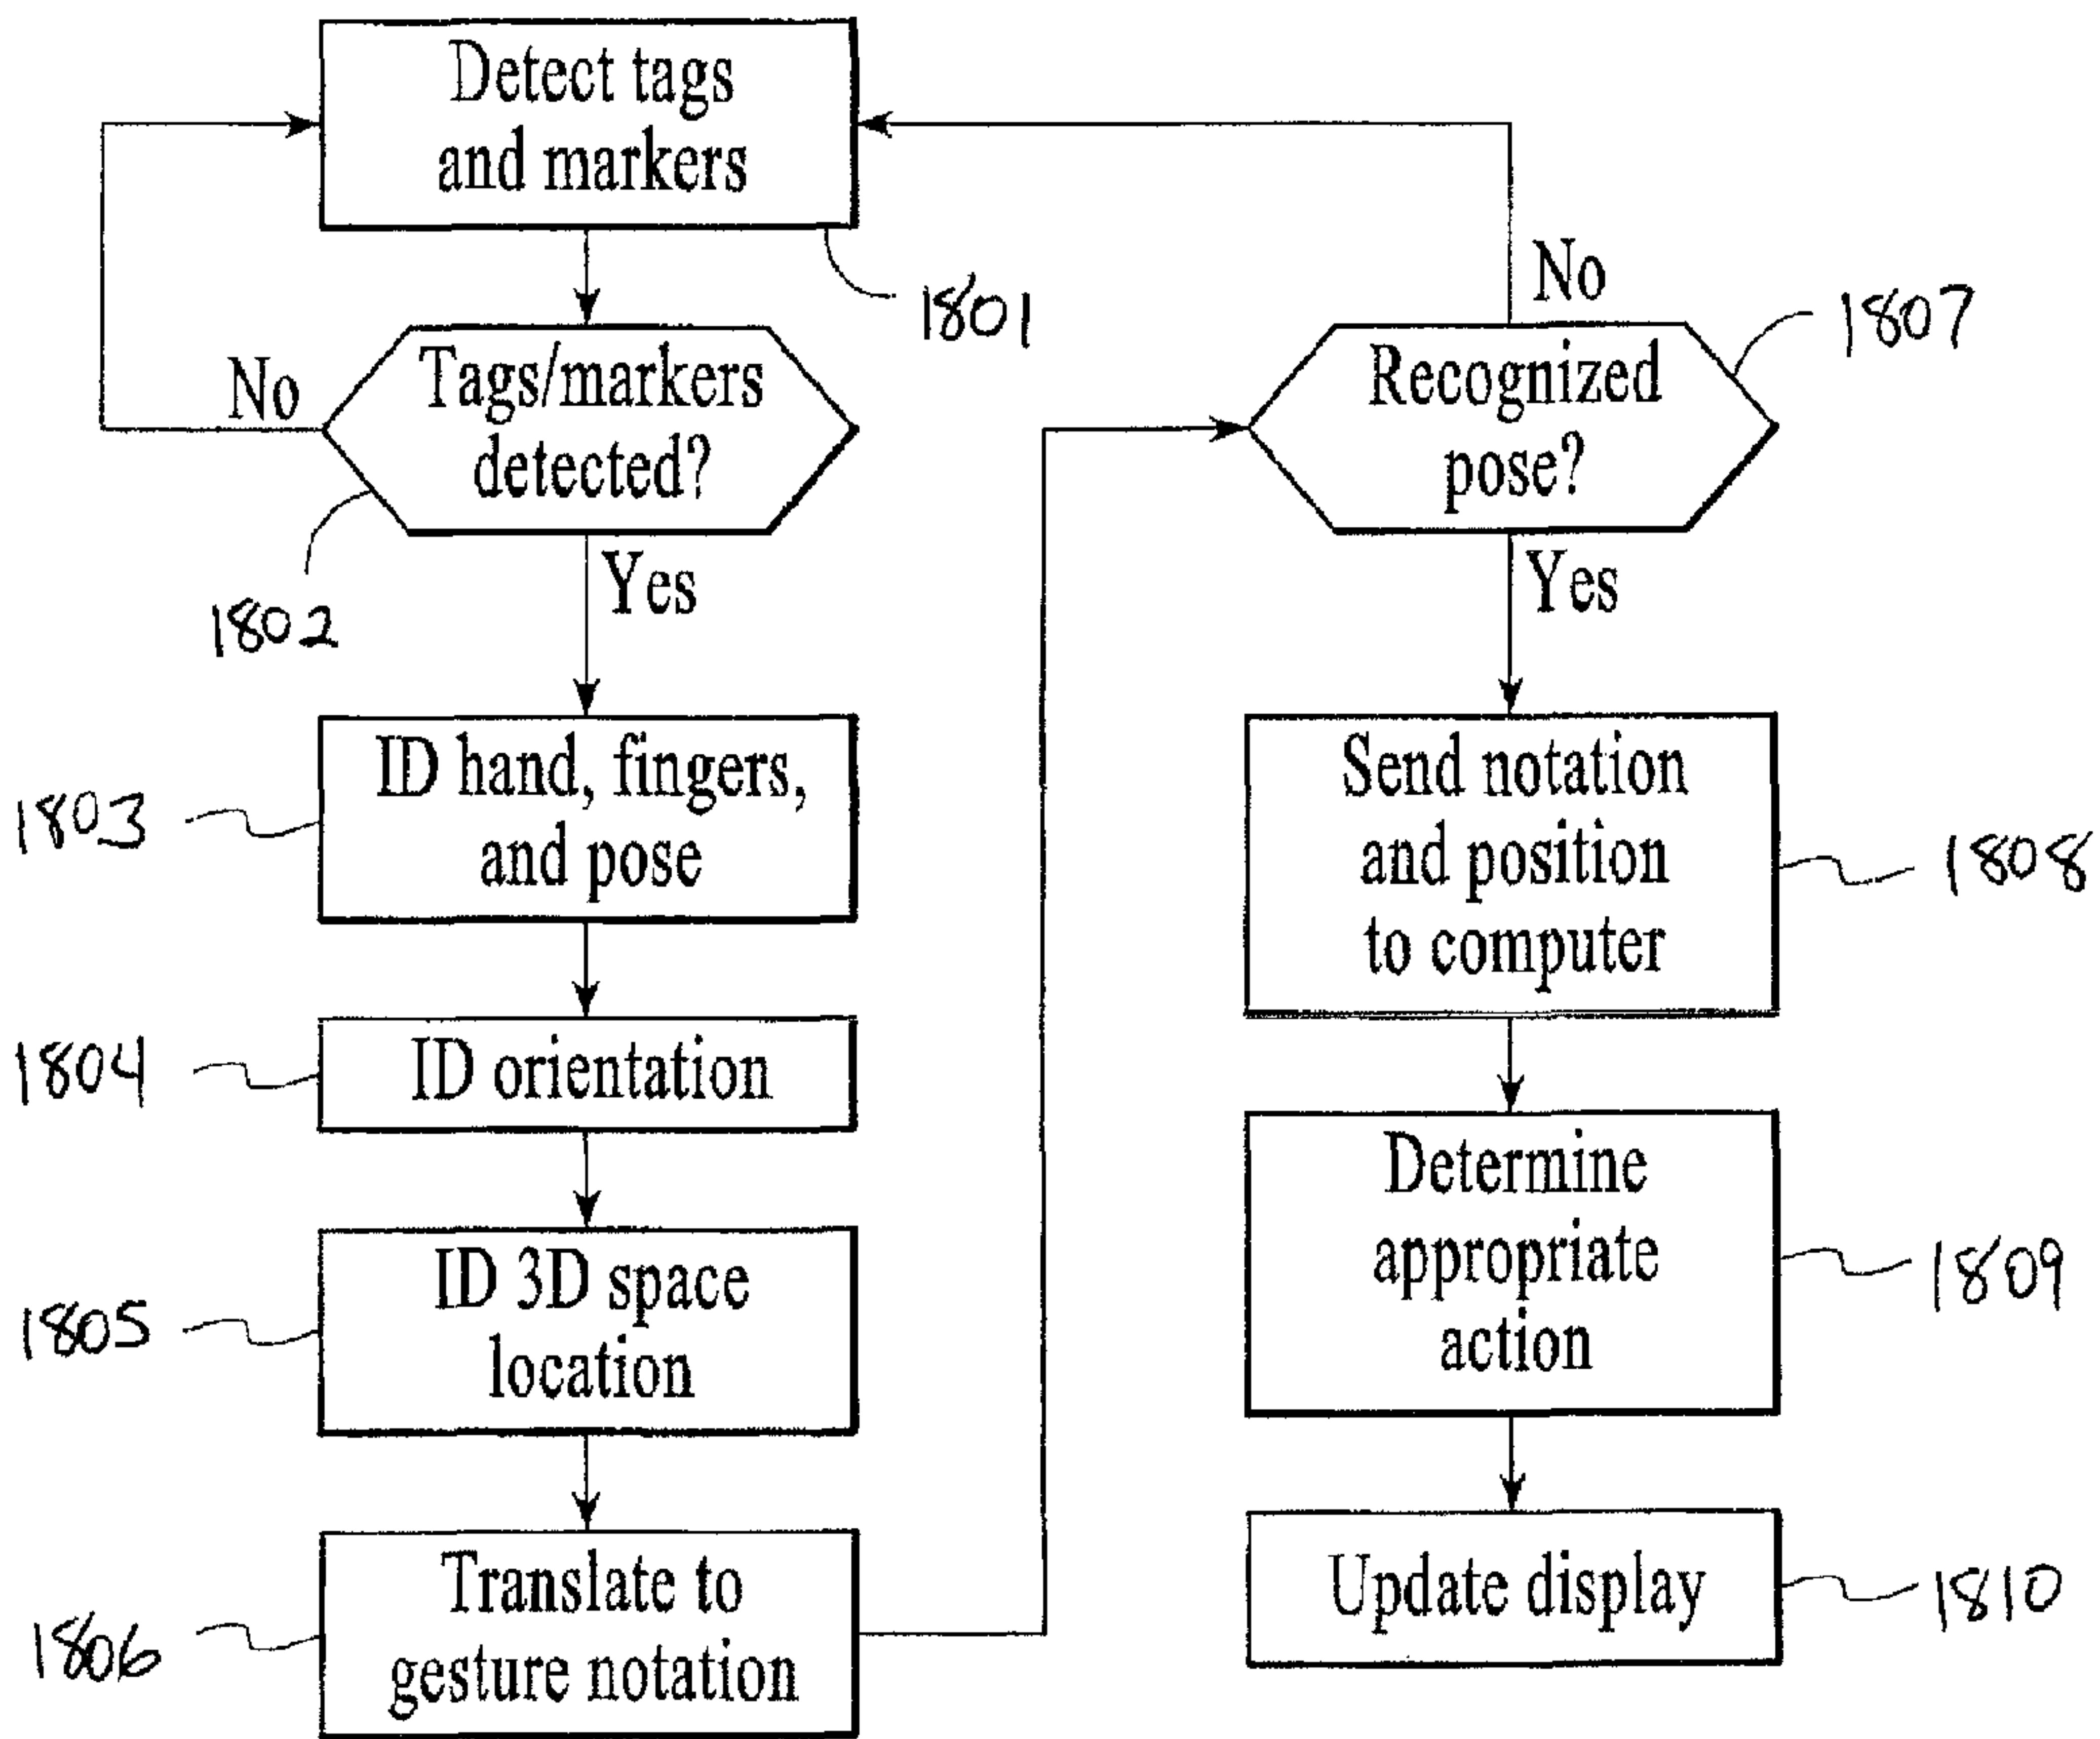 Detect tags
and markers
1801
No
Tags/markers
detected?
1802
Yes
ID hand, fingers,
and pose
1803
ID orientation
1804
ID 3D space
location
1805
Translate to
gesture notation
1806
No
1807
Recognized
pose?
Yes
Send notation
and position
to computer
1808
Determine
appropriate
action
1809
Update display
1810